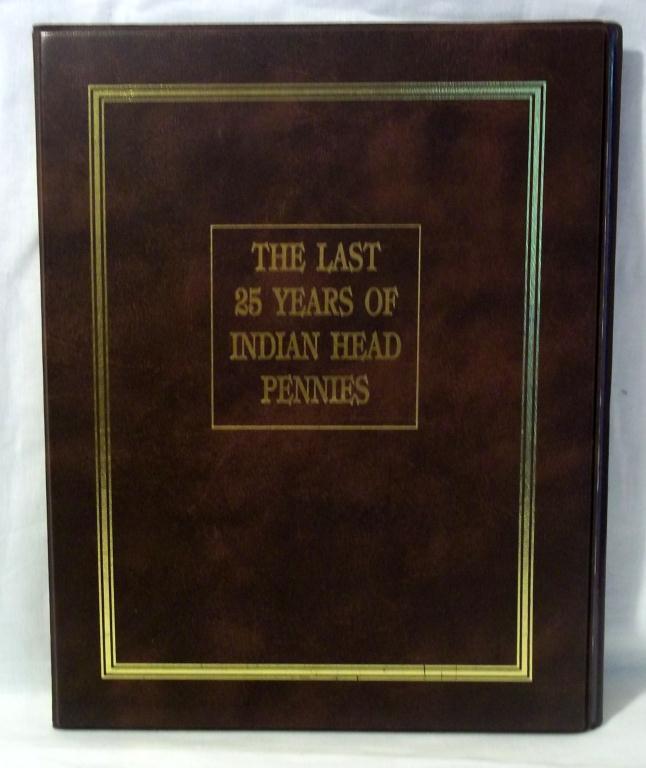 THE LAST
25 YEARS OF
INDIAN HEAD
PENNIES